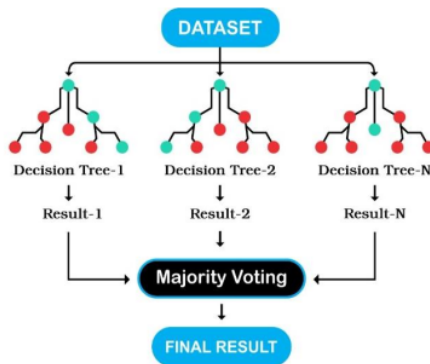 DATASET
Decision Tree-1 Decision Tree-2 Decision Tree-N
Result-1 Result-2 Result-N
Majority Voting
FINAL RESULT